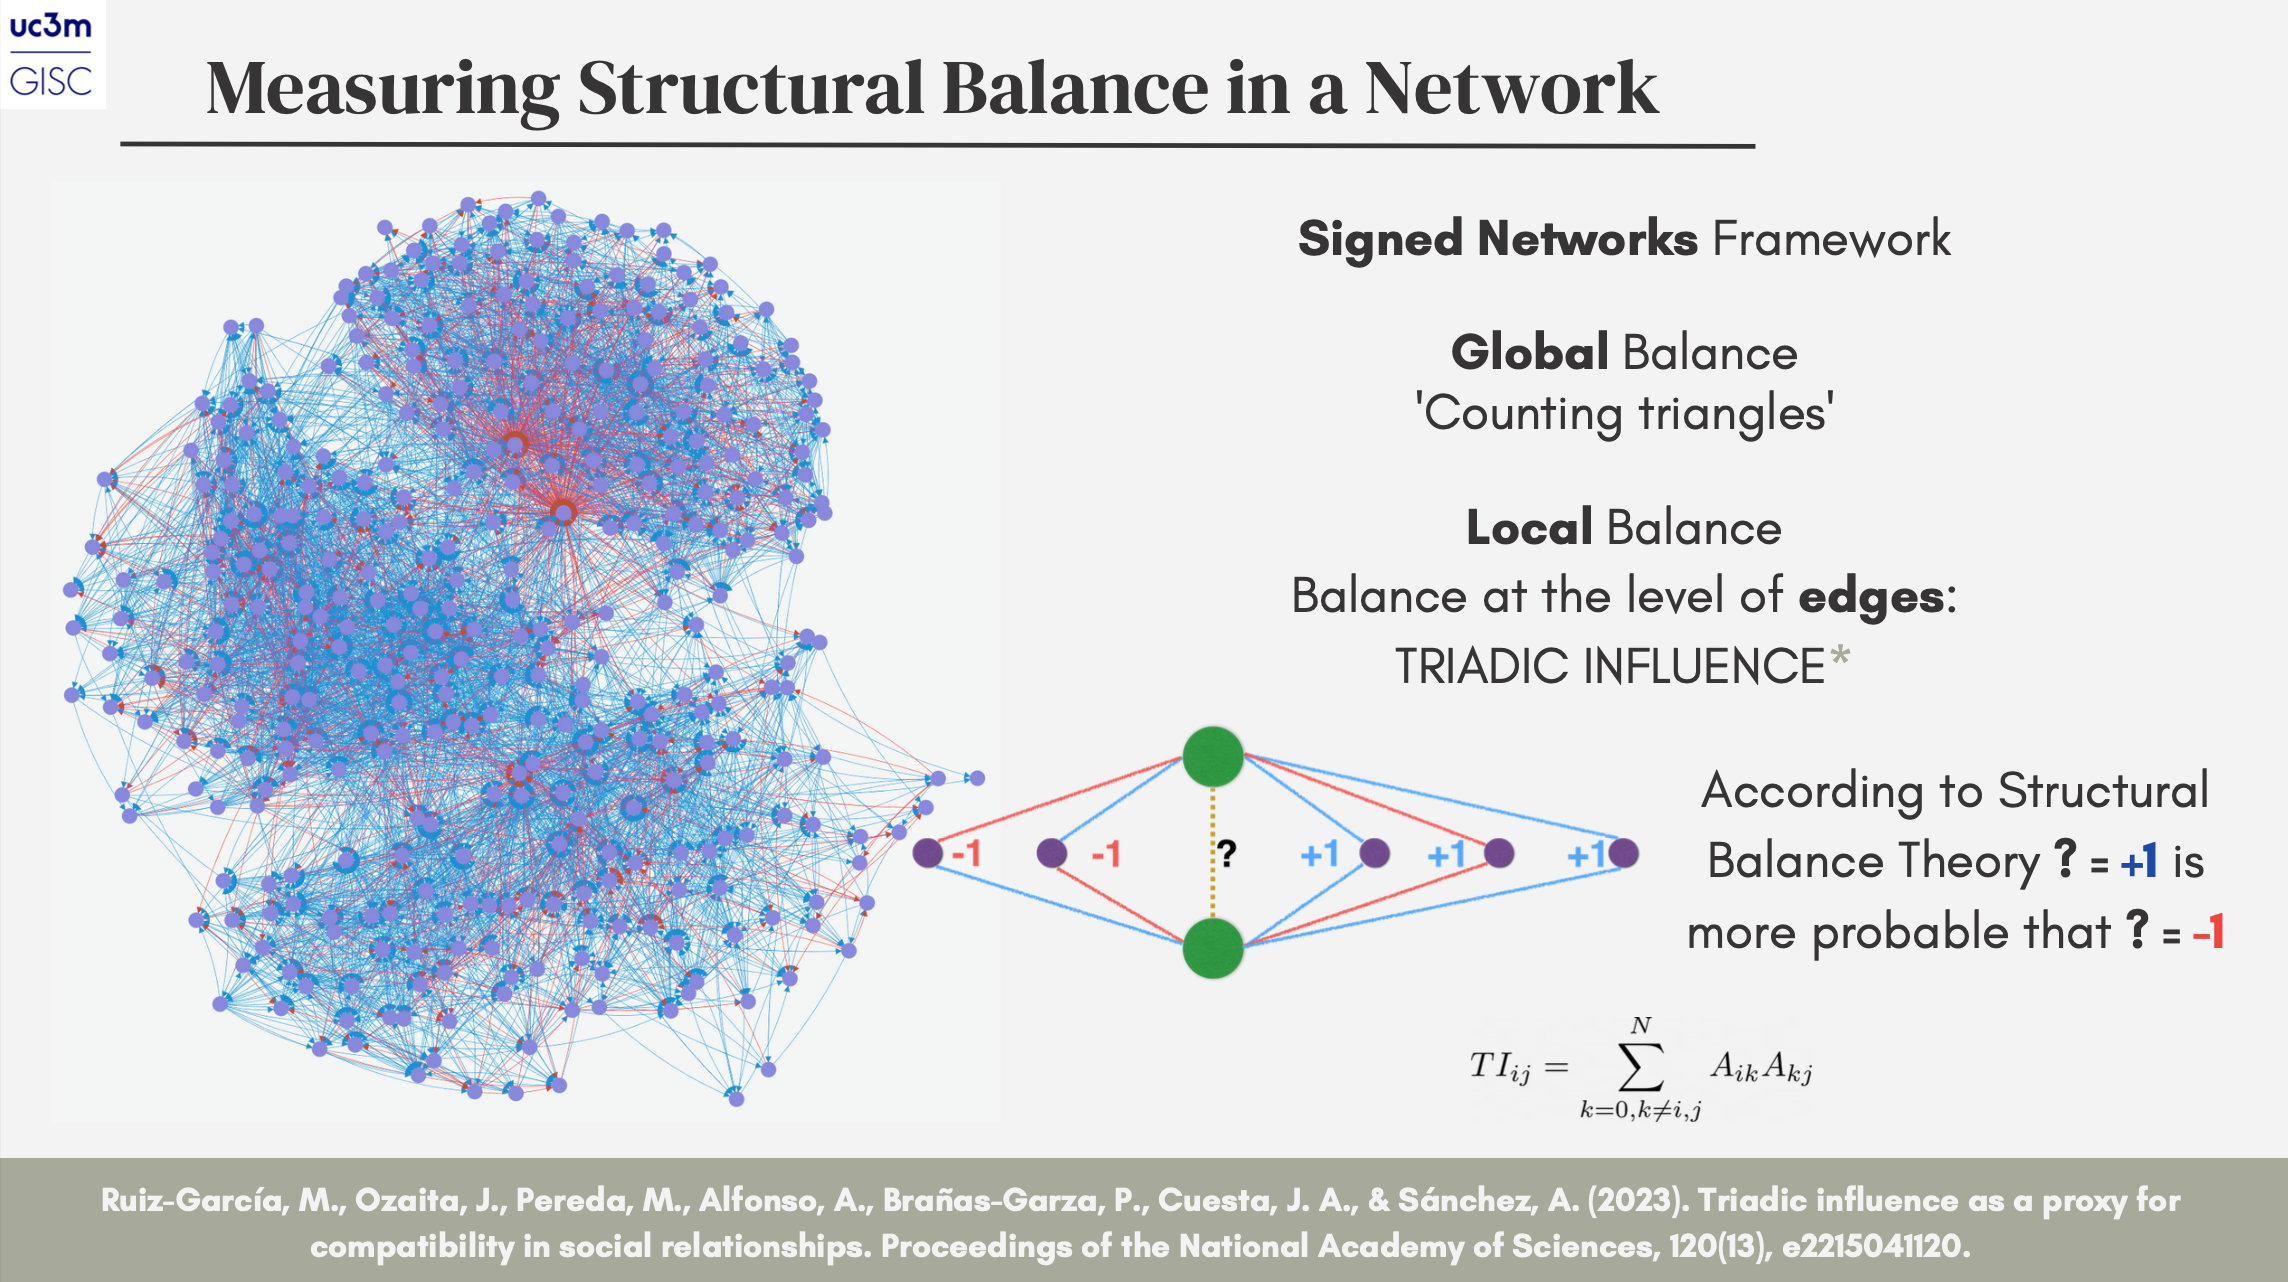 uc3m
GISC
Measuring Structural Balance in a Network
Signed Networks Framework
Global Balance
'Counting triangles'
Local Balance
Balance at the level of edges:
TRIADIC INFLUENCE*
-1 -1 ? +1 +1 +1
According to Structural
Balance Theory ? = +1 is
more probable that ? = -1
TI_{ij} = \sum_{k=0,k≠i,j}^{N} A_{ik}A_{kj}
Ruiz-García, M., Ozaita, J., Pereda, M., Alfonso, A., Brañas-Garza, P., Cuesta, J. A., & Sánchez, A. (2023). Triadic influence as a proxy for
compatibility in social relationships. Proceedings of the National Academy of Sciences, 120(13), e2215041120.